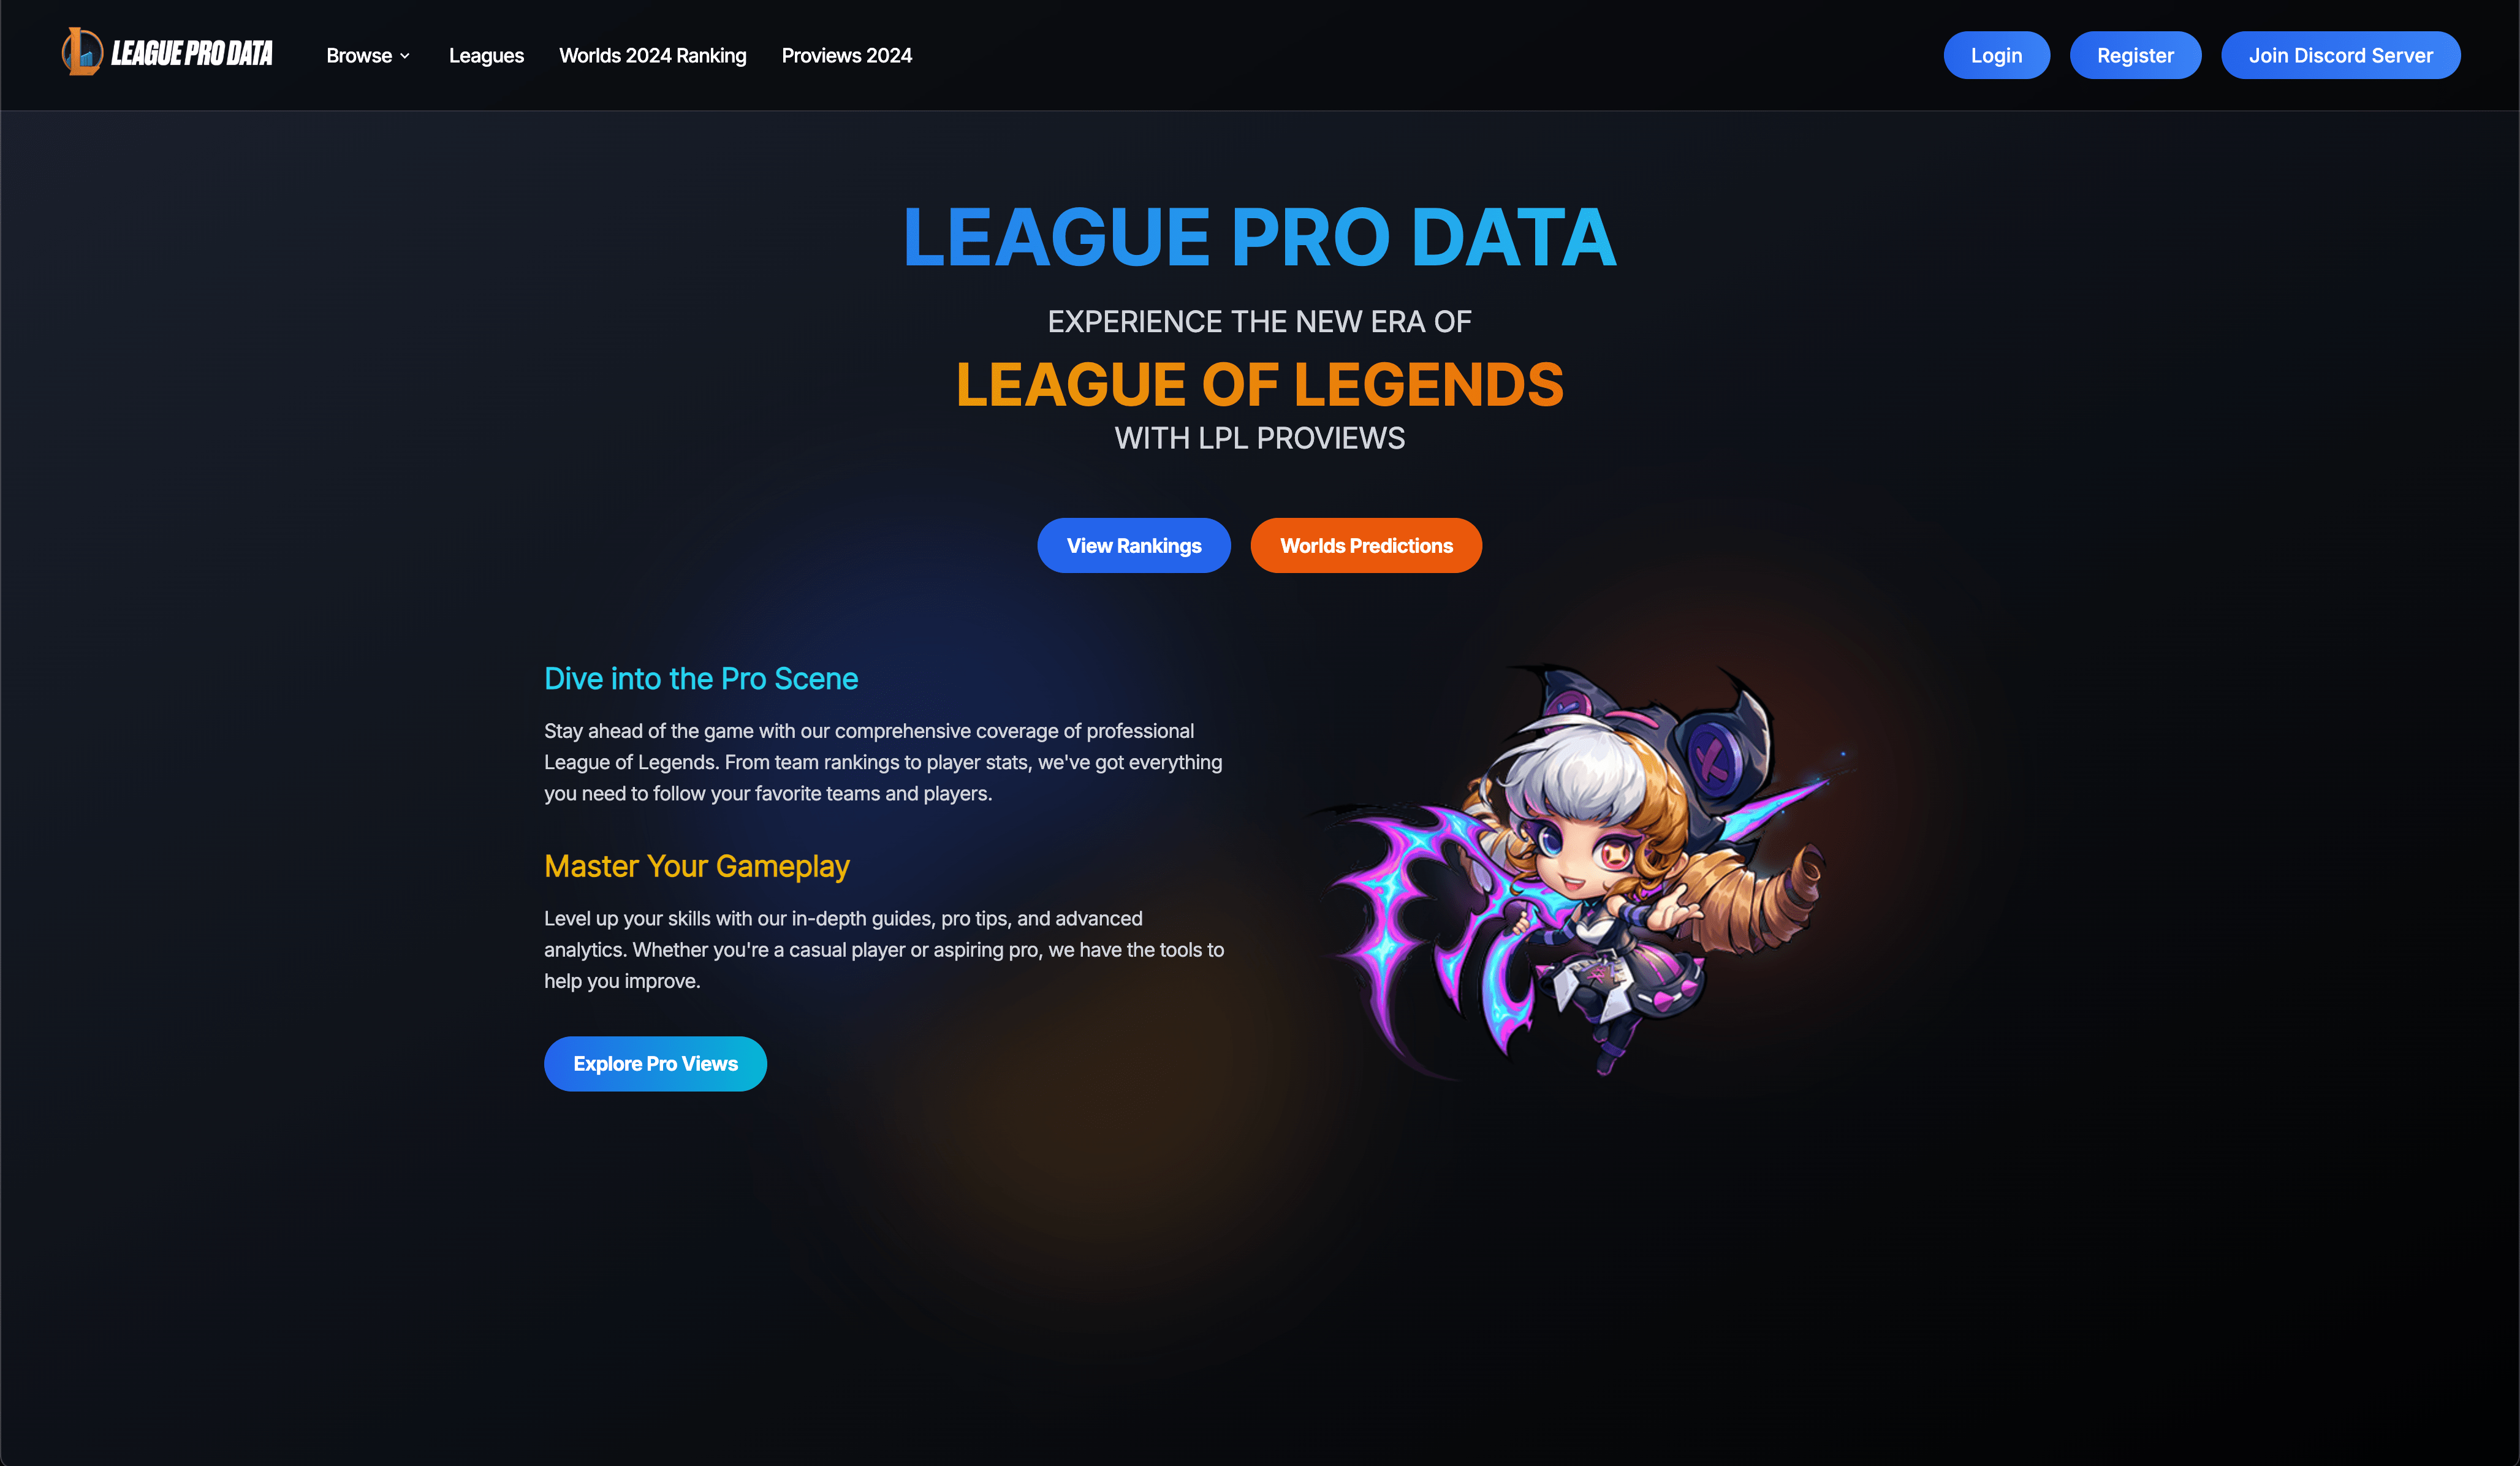 LEAGUE PRO DATA
Browse
Leagues
Worlds 2024 Ranking
Proviews 2024
Login
Register
Join Discord Server
LEAGUE PRO DATA
EXPERIENCE THE NEW ERA OF
LEAGUE OF LEGENDS
WITH LPL PROVIEWS
View Rankings
Worlds Predictions
Dive into the Pro Scene
Stay ahead of the game with our comprehensive coverage of professional
League of Legends. From team rankings to player stats, we've got everything
you need to follow your favorite teams and players.
Master Your Gameplay
Level up your skills with our in-depth guides, pro tips, and advanced
analytics. Whether you're a casual player or aspiring pro, we have the tools to
help you improve.
Explore Pro Views